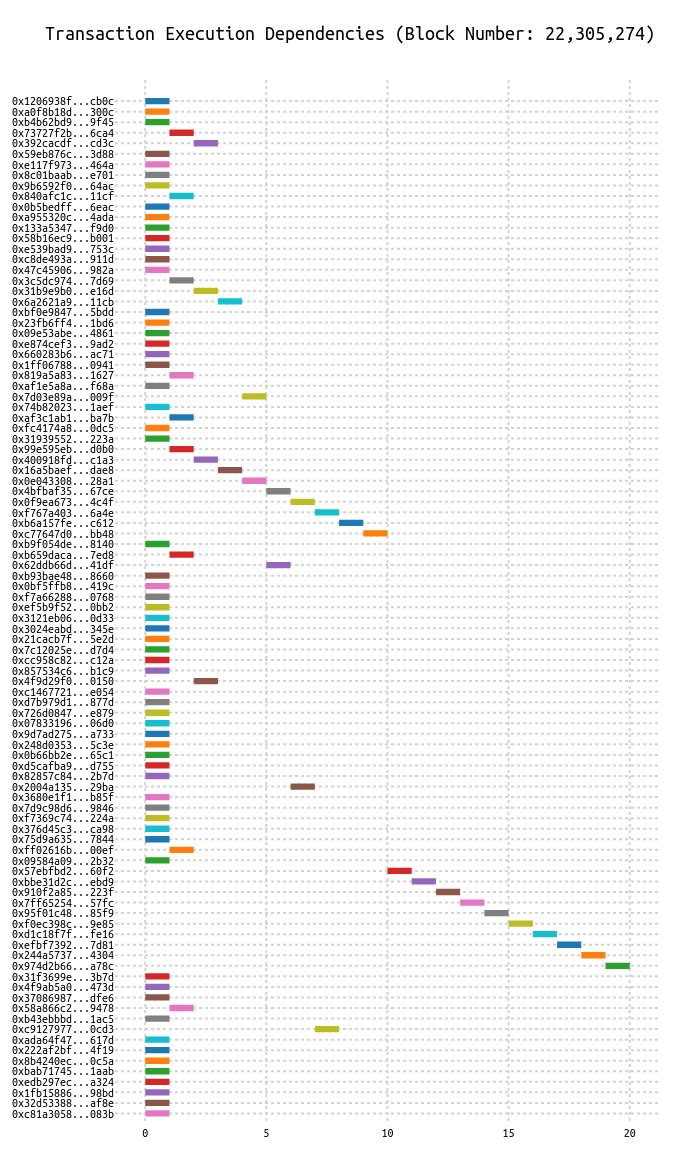 Transaction Execution Dependencies (Block Number: 22,305,274)
0x1206938f...cb0c
0xa0f8b18d...300c
0xb4b62bd9...9f45
0x73727f2b...6ca4
0x392cacdf...cd3c
0x59eb876c...3d88
0xe117f973...464a
0x8c01baab...e701
0x9b6592f0...64ac
0x840afc1c...11cf
0x0b5bedff...6eac
0xa955320c...4ada
0x133a5347...f9d0
0x58b16ec9...b001
0xe539bad9...753c
0xc8de493a...911d
0x47c45906...982a
0x3c5dc974...7d69
0x31b9e9b0...e16d
0x6a2621a9...11cb
0xbf0e9847...5bdd
0x23fb6ff4...1bd6
0x09e53abe...4861
0xe874cef3...9ad2
0x660283b6...ac71
0x1ff06788...0941
0x819a5a83...1627
0xaf1e5a8a...f68a
0x7d03e89a...009f
0x74b82023...1aef
0xaf3c1ab1...ba7b
0xfc4174a8...0dc5
0x31939552...223a
0x99e595eb...d0b0
0x400918fd...c1a3
0x16a5baef...dae8
0x0e043308...28a1
0x4bfbaf35...67ce
0x0f9ea673...4c4f
0xf767a403...6a4e
0xb6a157fe...c612
0xc77647d0...bb48
0xb9f054de...8140
0xb659daca...7ed8
0x62ddb66d...41df
0xb93bae48...8660
0x0bf5ffb8...419c
0xf7a66288...0768
0xef5b9f52...0bb2
0x3121eb06...0d33
0x3024eabd...345e
0x21cacb7f...5e2d
0x7c12025e...d7d4
0xcc958c82...c12a
0x857534c6...b1c9
0x4f9d29f0...0150
0xc1467721...e054
0xd7b979d1...877d
0x726d0847...e879
0x07833196...06d0
0x9d7ad275...a733
0x248d0353...5c3e
0x0b66bb2e...65c1
0xd5cafba9...d755
0x82857c84...2b7d
0x2004a135...29ba
0x3680e1f1...b85f
0x7d9c98d6...9846
0xf7369c74...224a
0x376d45c3...ca98
0x75d9a635...7844
0xff02616b...00ef
0x09584a09...2b32
0x57ebfbd2...60f2
0xbbe31d2c...ebd9
0x910f2a85...223f
0x7ff65254...57fc
0x95f01c48...85f9
0xf0ec398c...9e85
0xd1c18f7f...fe16
0xefbf7392...7d81
0x244a5737...4304
0x974d2b66...a78c
0x31f3699e...3b7d
0x4f9ab5a0...473d
0x37086987...dfe6
0x58a866c2...9478
0xb43ebbbd...1ac5
0xc9127977...0cd3
0xada64f47...617d
0x222af2bf...4f19
0x8b4240ec...0c5a
0xbab71745...1aab
0xedb297ec...a324
0x1fb15886...98bd
0x32d53388...af8e
0xc81a3058...083b
0 5 10 15 20